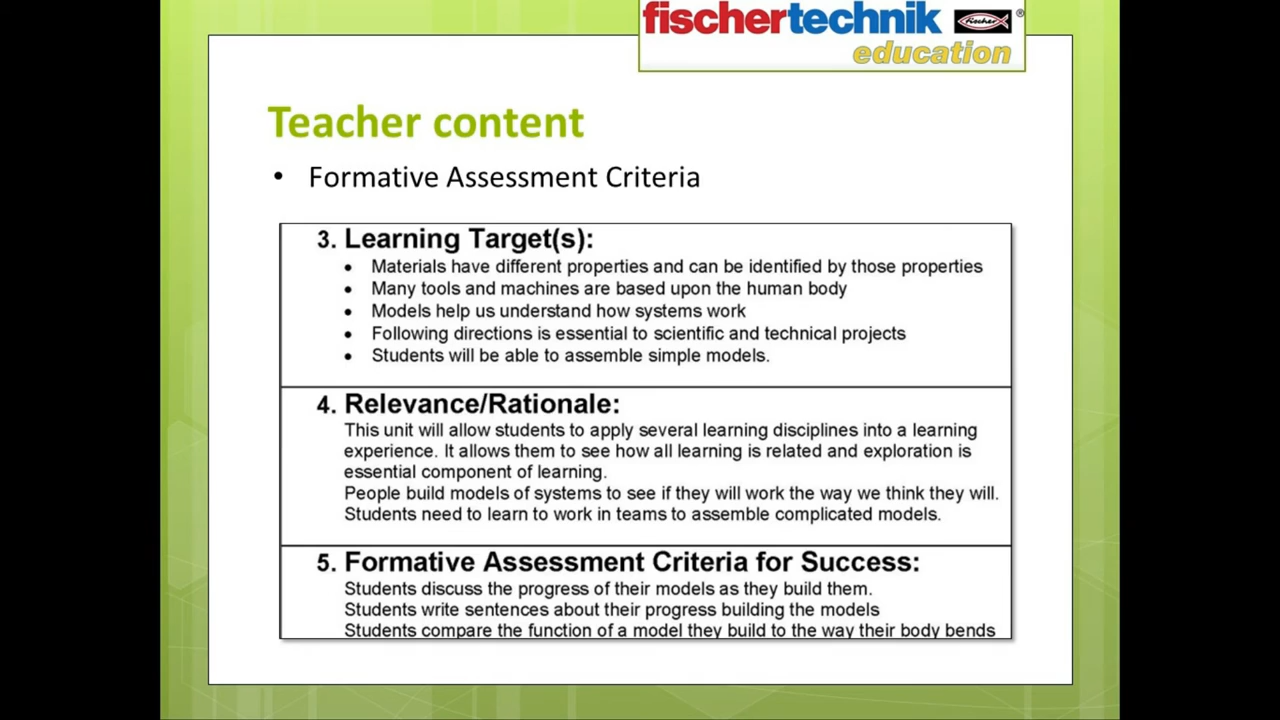 fischertechnik fischer ®
education
Teacher content
• Formative Assessment Criteria
3. Learning Target(s):
• Materials have different properties and can be identified by those properties
• Many tools and machines are based upon the human body
• Models help us understand how systems work
• Following directions is essential to scientific and technical projects
• Students will be able to assemble simple models.
4. Relevance/Rationale:
This unit will allow students to apply several learning disciplines into a learning
experience. It allows them to see how all learning is related and exploration is
essential component of learning.
People build models of systems to see if they will work the way we think they will.
Students need to learn to work in teams to assemble complicated models.
5. Formative Assessment Criteria for Success:
Students discuss the progress of their models as they build them.
Students write sentences about their progress building the models
Students compare the function of a model they build to the way their body bends